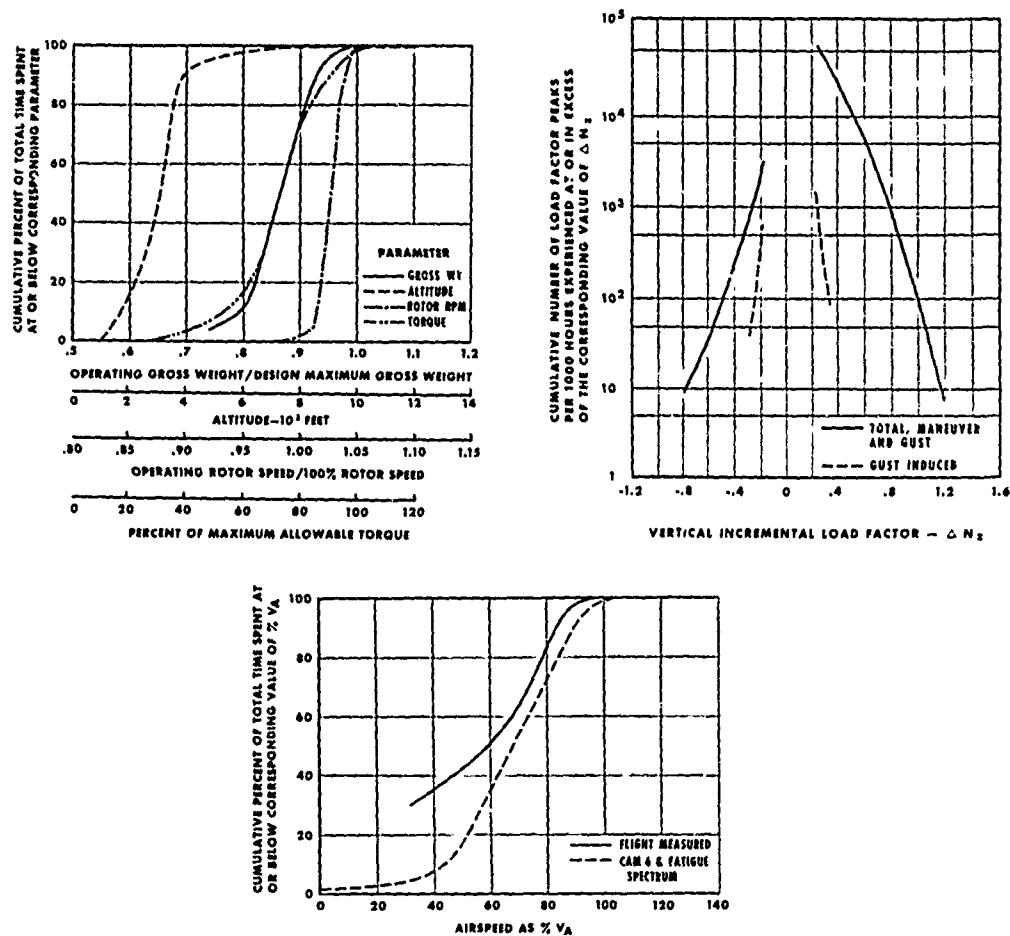 CUMULATIVE PERCENT OF TOTAL TIME SPENT
AT OR BELOW CORRESPONDING PARAMETER
100
80
60
40
20
0
.5 .6 .7 .8 .9 1.0 1.1 1.2
PARAMETER
GROSS WT
ALTITUDE
ROTOR RPM
TORQUE
OPERATING GROSS WEIGHT/DESIGN MAXIMUM GROSS WEIGHT
0 2 4 6 8 10 12 14
ALTITUDE–10³ FEET
.80 .85 .90 .95 1.00 1.05 1.10 1.15
OPERATING ROTOR SPEED/100% ROTOR SPEED
0 20 40 60 80 100 120
PERCENT OF MAXIMUM ALLOWABLE TORQUE
CUMULATIVE NUMBER OF LOAD FACTOR PEAKS
PER 1000 HOURS EXPERIENCED AT OR IN EXCESS
OF THE CORRESPONDING VALUE OF Δ Nz
10⁵
10⁴
10³
10²
10
1
-1.2 -.8 -.4 0 .4 .8 1.2 1.6
TOTAL, MANEUVER
AND GUST
GUST INDUCED
VERTICAL INCREMENTAL LOAD FACTOR – Δ Nz
CUMULATIVE PERCENT OF TOTAL TIME SPENT AT
OR BELOW CORRESPONDING VALUE OF % VA
100
80
60
40
20
0
0 20 40 60 80 100 120 140
FLIGHT MEASURED
CAM 6 & FATIGUE
SPECTRUM
AIRSPEED AS % VA